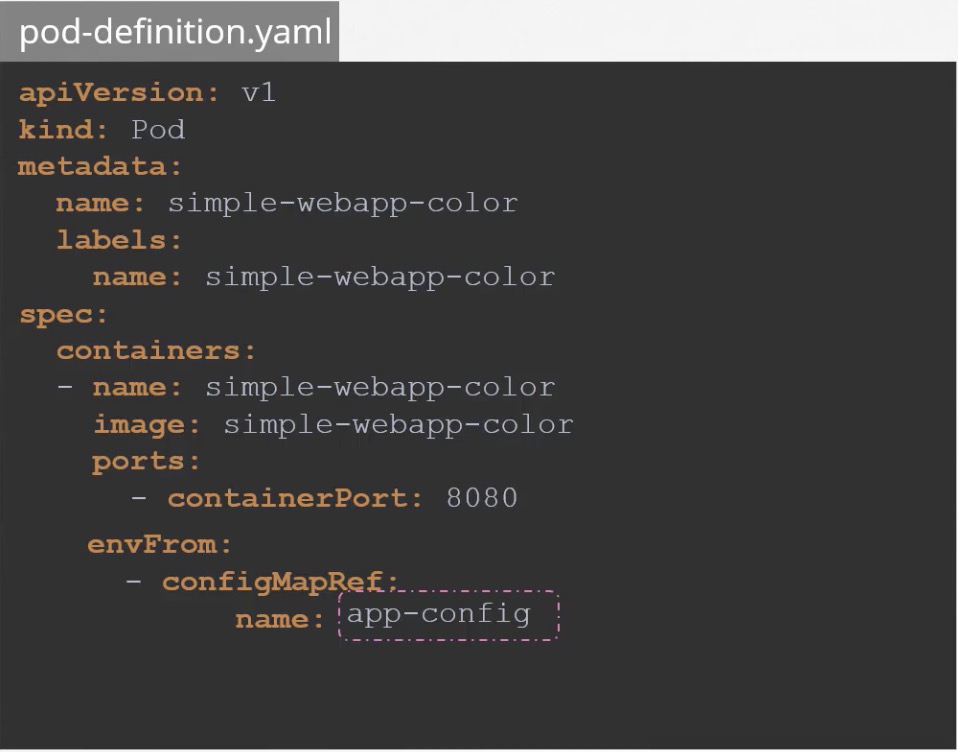 pod-definition.yaml
apiVersion: v1
kind: Pod
metadata:
  name: simple-webapp-color
  labels:
    name: simple-webapp-color
spec:
  containers:
  - name: simple-webapp-color
    image: simple-webapp-color
    ports:
      - containerPort: 8080
    envFrom:
      - configMapRef:
            name: app-config